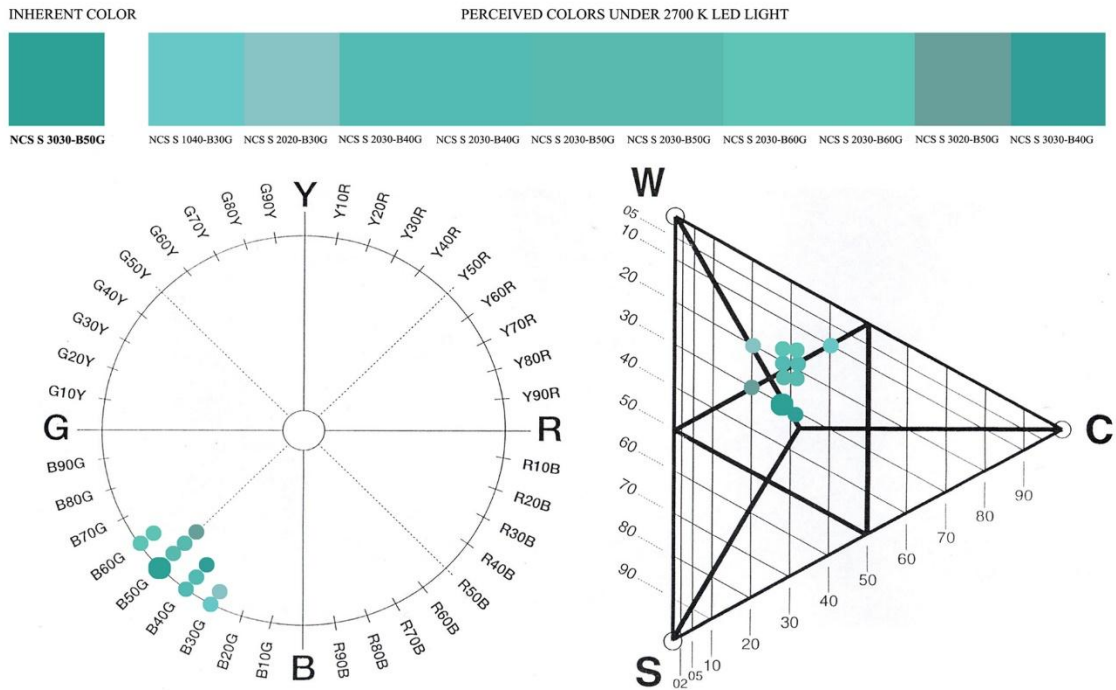 INHERENT COLOR
PERCEIVED COLORS UNDER 2700 K LED LIGHT
NCS S 3030-B50G
NCS S 1040-B30G
NCS S 2020-B30G
NCS S 2030-B40G
NCS S 2030-B40G
NCS S 2030-B50G
NCS S 2030-B50G
NCS S 2030-B60G
NCS S 2030-B60G
NCS S 3020-B50G
NCS S 3030-B40G
Y
Y10R
Y20R
Y30R
Y40R
Y50R
Y60R
Y70R
Y80R
Y90R
R
R10B
R20B
R30B
R40B
R50B
R60B
R70B
R80B
R90B
B
B10G
B20G
B30G
B40G
B50G
B60G
B70G
B80G
B90G
G
G10Y
G20Y
G30Y
G40Y
G50Y
G60Y
G70Y
G80Y
G90Y
W
05
10
20
30
40
50
60
70
80
90
S
02
05
10
20
30
40
50
60
70
80
90
C